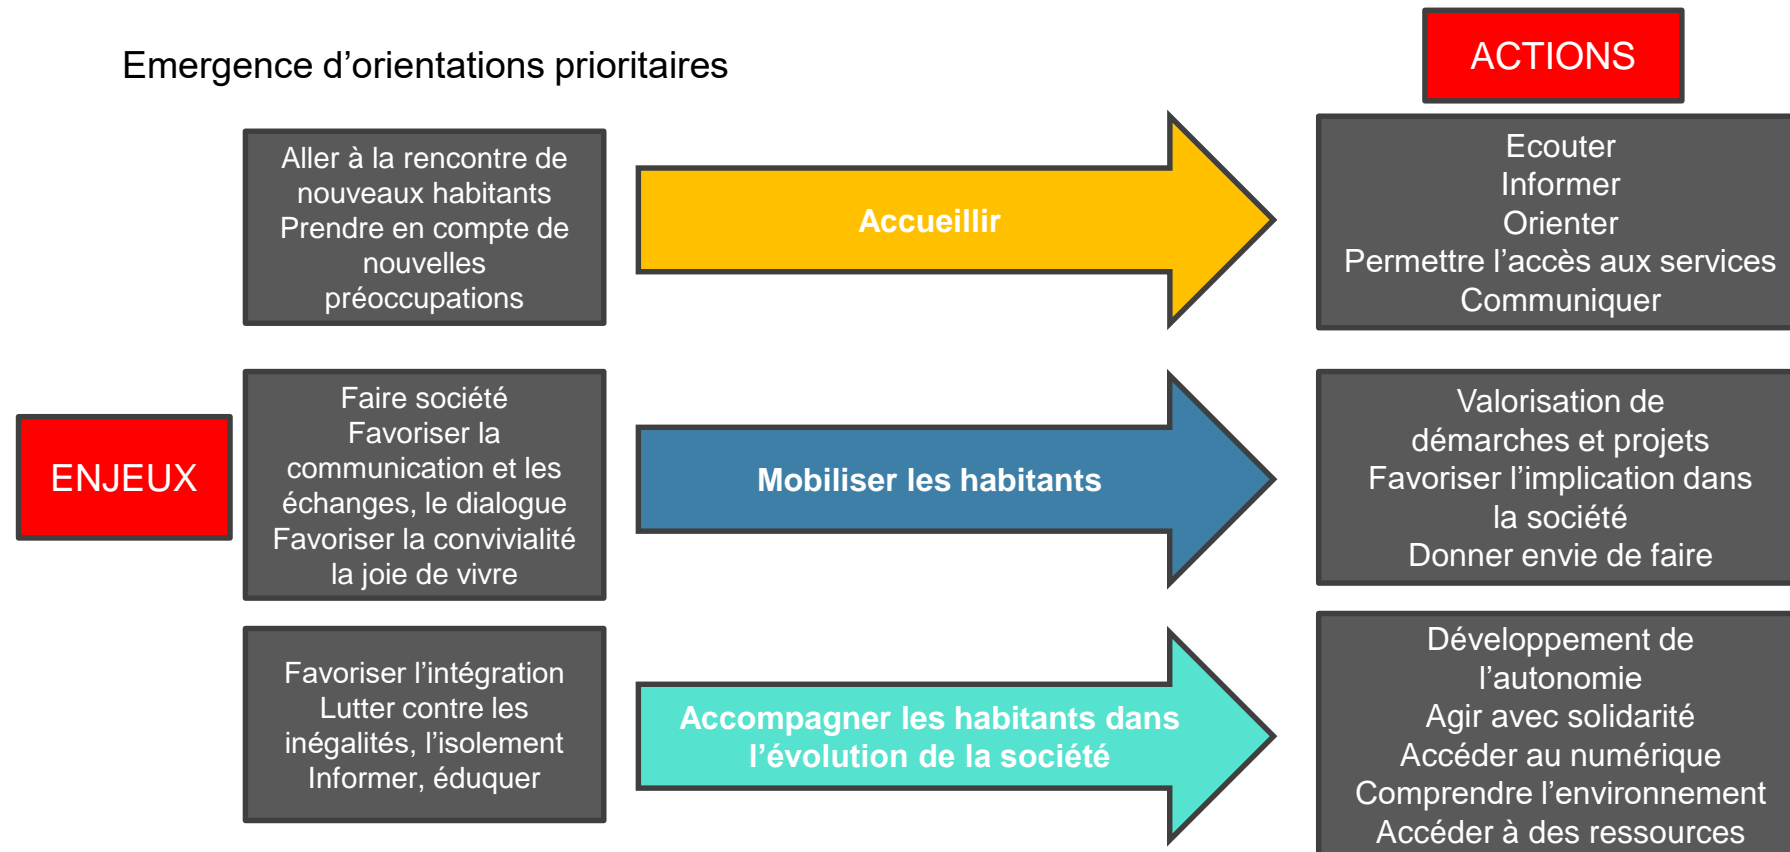 Emergence d’orientations prioritaires
ACTIONS
Aller à la rencontre de
nouveaux habitants
Prendre en compte de
nouvelles
préoccupations
Accueillir
Ecouter
Informer
Orienter
Permettre l’accès aux services
Communiquer
ENJEUX
Faire société
Favoriser la
communication et les
échanges, le dialogue
Favoriser la convivialité
la joie de vivre
Mobiliser les habitants
Valorisation de
démarches et projets
Favoriser l’implication dans
la société
Donner envie de faire
Favoriser l’intégration
Lutter contre les
inégalités, l’isolement
Informer, éduquer
Accompagner les habitants dans
l’évolution de la société
Développement de
l’autonomie
Agir avec solidarité
Accéder au numérique
Comprendre l’environnement
Accéder à des ressources